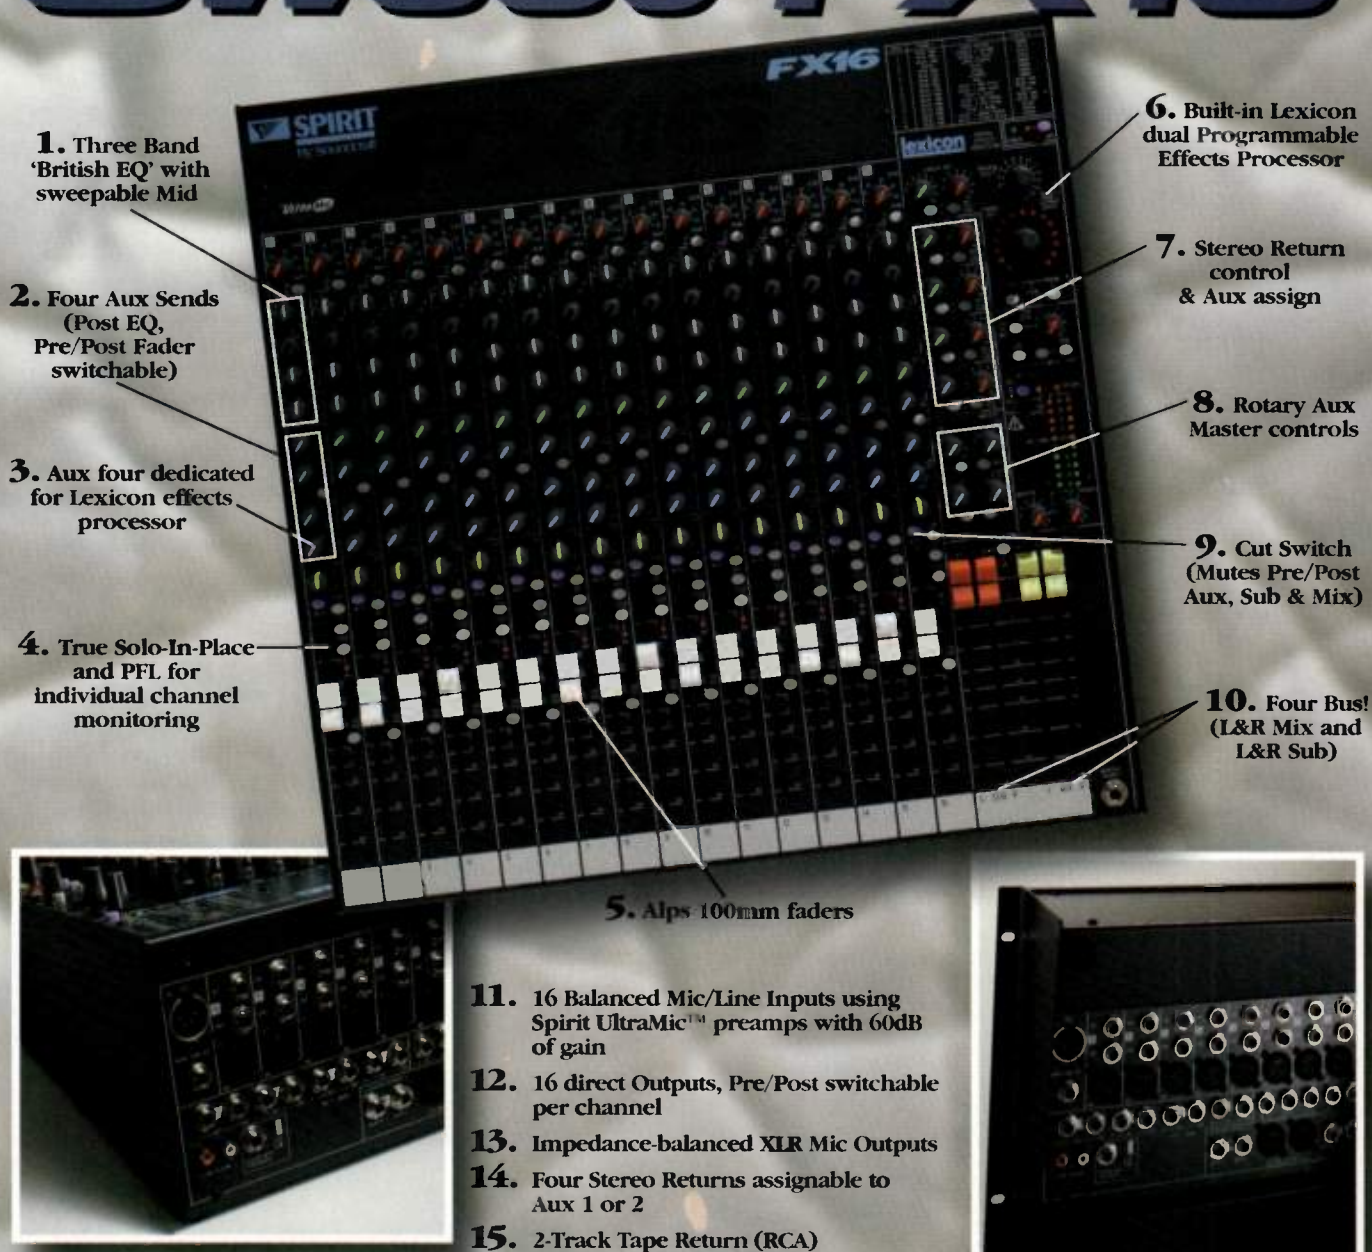 FX16
SPIRIT
By Soundcraft
lexicon
1. Three Band
'British EQ' with
sweepable Mid
2. Four Aux Sends
(Post EQ,
Pre/Post Fader
switchable)
3. Aux four dedicated
for Lexicon effects
processor
4. True Solo-In-Place
and PFL for
individual channel
monitoring
5. Alps 100mm faders
6. Built-in Lexicon
dual Programmable
Effects Processor
7. Stereo Return
control
& Aux assign
8. Rotary Aux
Master controls
9. Cut Switch
(Mutes Pre/Post
Aux, Sub & Mix)
10. Four Bus!
(L&R Mix and
L&R Sub)
11. 16 Balanced Mic/Line Inputs using
Spirit UltraMic™ preamps with 60dB
of gain
12. 16 direct Outputs, Pre/Post switchable
per channel
13. Impedance-balanced XLR Mic Outputs
14. Four Stereo Returns assignable to
Aux 1 or 2
15. 2-Track Tape Return (RCA)